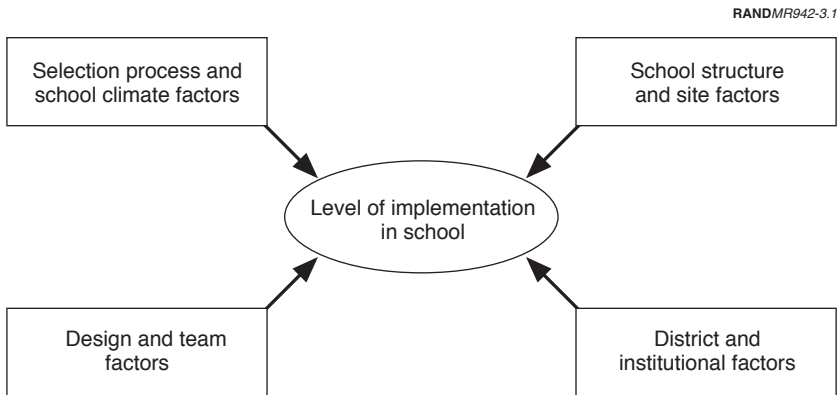 RANDMR942-3.1
Selection process and
school climate factors
School structure
and site factors
Level of implementation
in school
Design and team
factors
District and
institutional factors